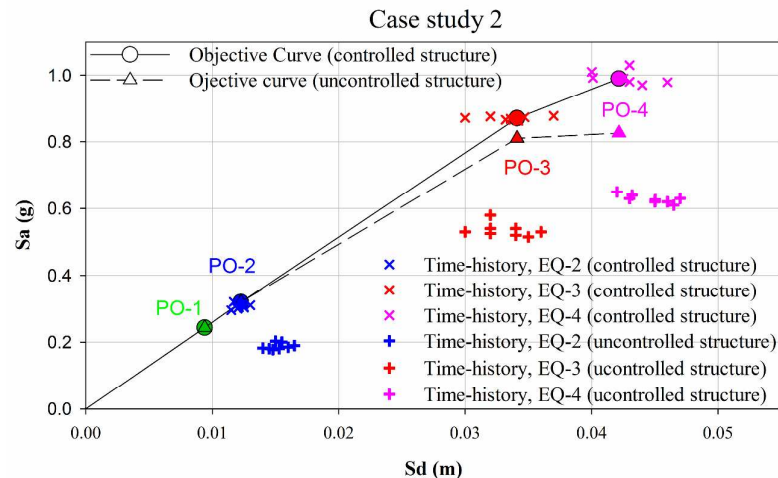 Case study 2
Objective Curve (controlled structure)
Ojective curve (uncontrolled structure)
1.0
0.8
0.6
0.4
0.2
0.0
Sa (g)
PO-4
PO-3
PO-2
PO-1
Time-history, EQ-2 (controlled structure)
Time-history, EQ-3 (controlled structure)
Time-history, EQ-4 (controlled structure)
Time-history, EQ-2 (uncontrolled structure)
Time-history, EQ-3 (ucontrolled structure)
Time-history, EQ-4 (ucontrolled structure)
0.00 0.01 0.02 0.03 0.04 0.05
Sd (m)